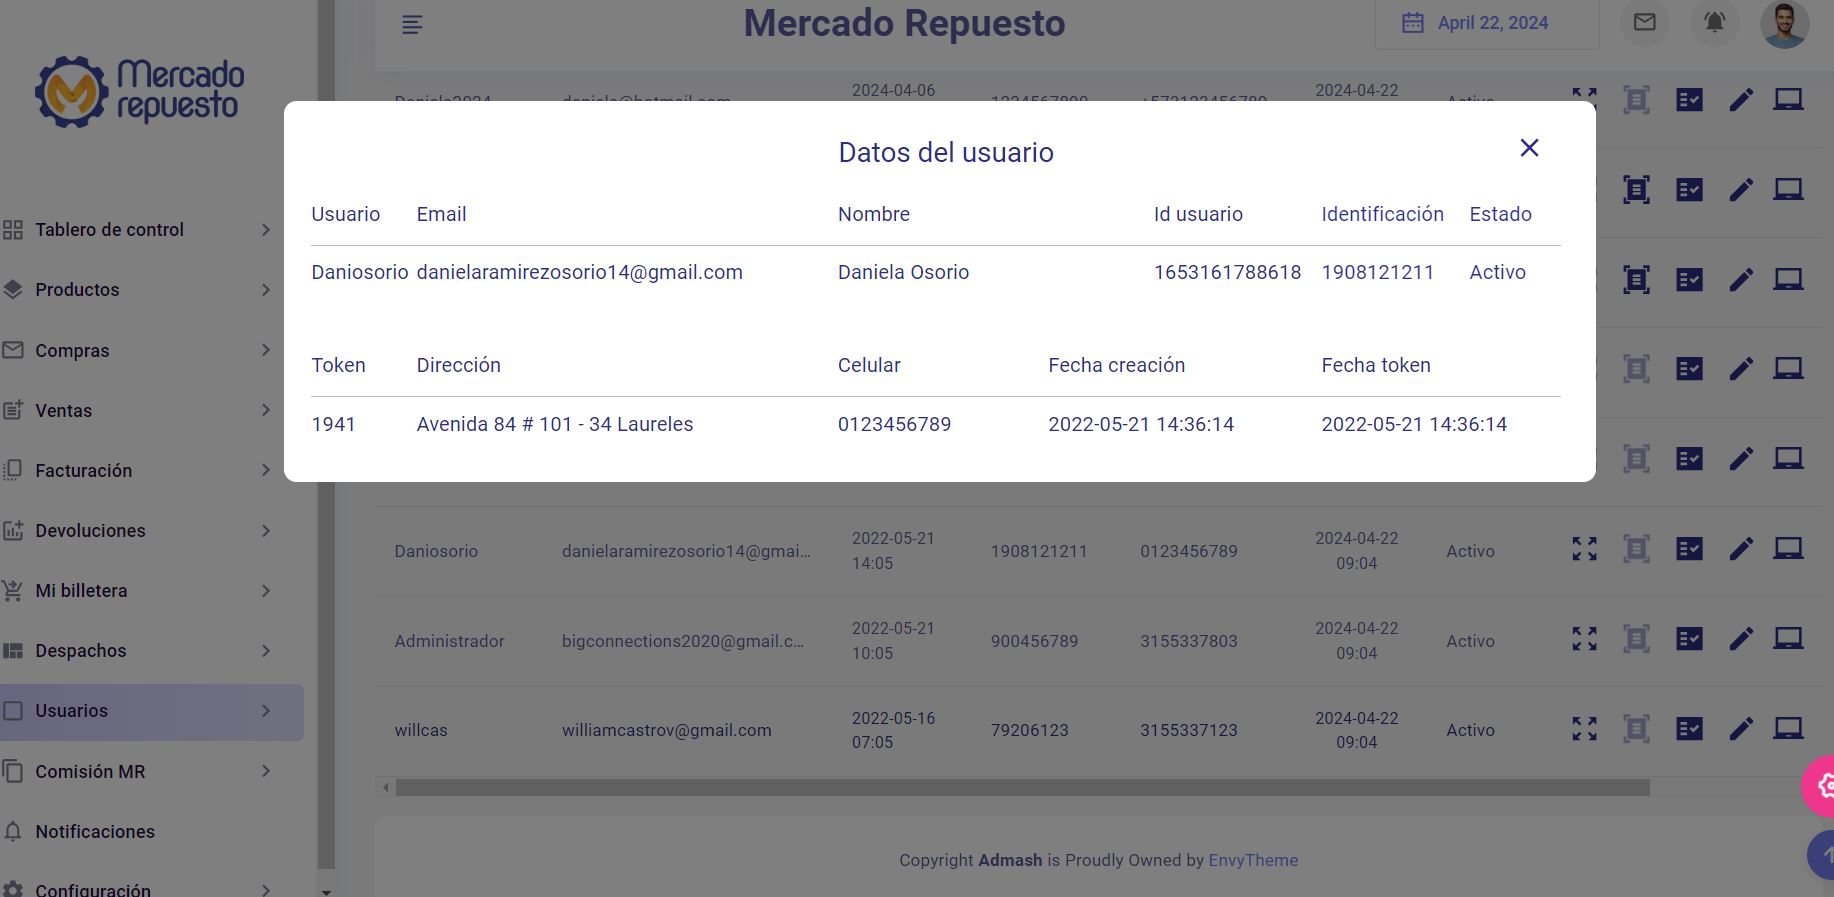 Mercado
repuesto
Tablero de control
Productos
Compras
Ventas
Facturación
Devoluciones
Mi billetera
Despachos
Usuarios
Comisión MR
Notificaciones
Configuración
Mercado Repuesto
April 22, 2024
2024-04-06
2024-04-22
Activo
Datos del usuario
Usuario Email Nombre Id usuario Identificación Estado
Daniosorio danielaramirezosorio14@gmail.com Daniela Osorio 1653161788618 1908121211 Activo
Token Dirección Celular Fecha creación Fecha token
1941 Avenida 84 # 101 - 34 Laureles 0123456789 2022-05-21 14:36:14 2022-05-21 14:36:14
Daniosorio danielaramirezosorio14@gmai... 2022-05-21 14:05 1908121211 0123456789 2024-04-22 09:04 Activo
Administrador bigconnections2020@gmail.c... 2022-05-21 10:05 900456789 3155337803 2024-04-22 09:04 Activo
willcas williamcastrov@gmail.com 2022-05-16 07:05 79206123 3155337123 2024-04-22 09:04 Activo
Copyright Admash is Proudly Owned by EnvyTheme